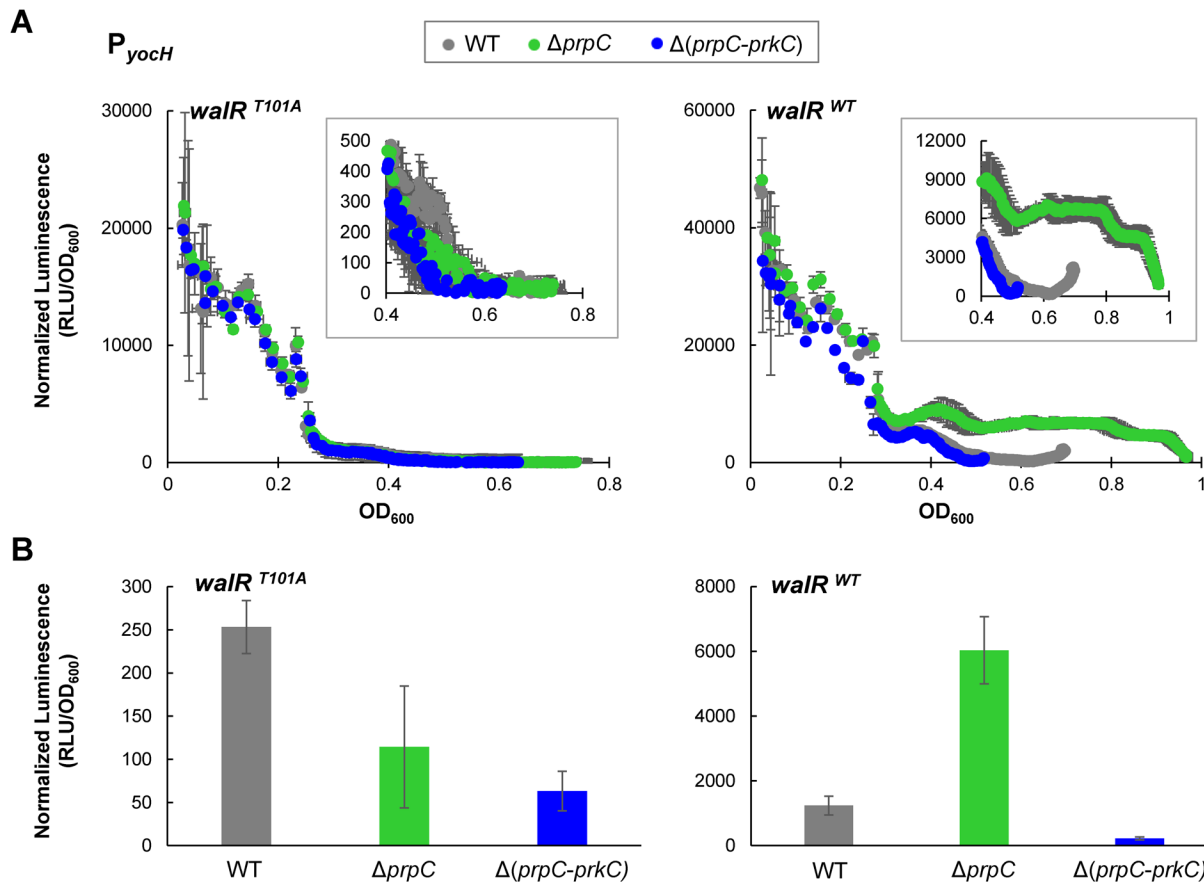 A
P yocH
WT ΔprpC Δ(prpC-prkC)
walR T101A
Normalized Luminescence
(RLU/OD600)
30000
20000
10000
0
0 0.2 0.4 0.6 0.8
OD600
500
400
300
200
100
0
0.4 0.6 0.8
walR WT
60000
40000
20000
0
0 0.2 0.4 0.6 0.8 1
OD600
12000
9000
6000
3000
0
0.4 0.6 0.8 1
B
walR T101A
Normalized Luminescence
(RLU/OD600)
300
250
200
150
100
50
0
WT ΔprpC Δ(prpC-prkC)
walR WT
8000
6000
4000
2000
0
WT ΔprpC Δ(prpC-prkC)